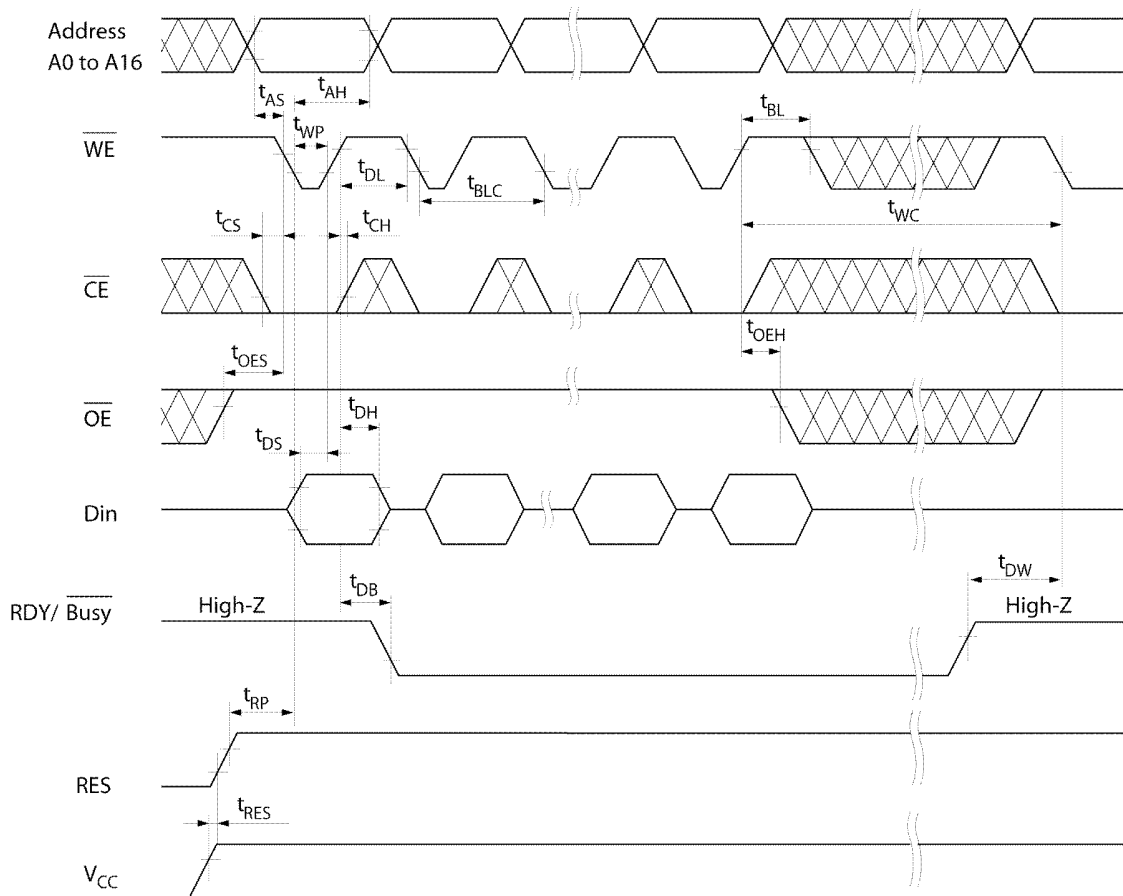 Address
A0 to A16
tAS
tAH
WE
tWP
tDL
tBLC
tBL
tWC
tCS
tCH
CE
tOES
tOEH
OE
tDS
tDH
Din
tDB
tDW
RDY/ Busy
High-Z
High-Z
tRP
RES
tRES
VCC